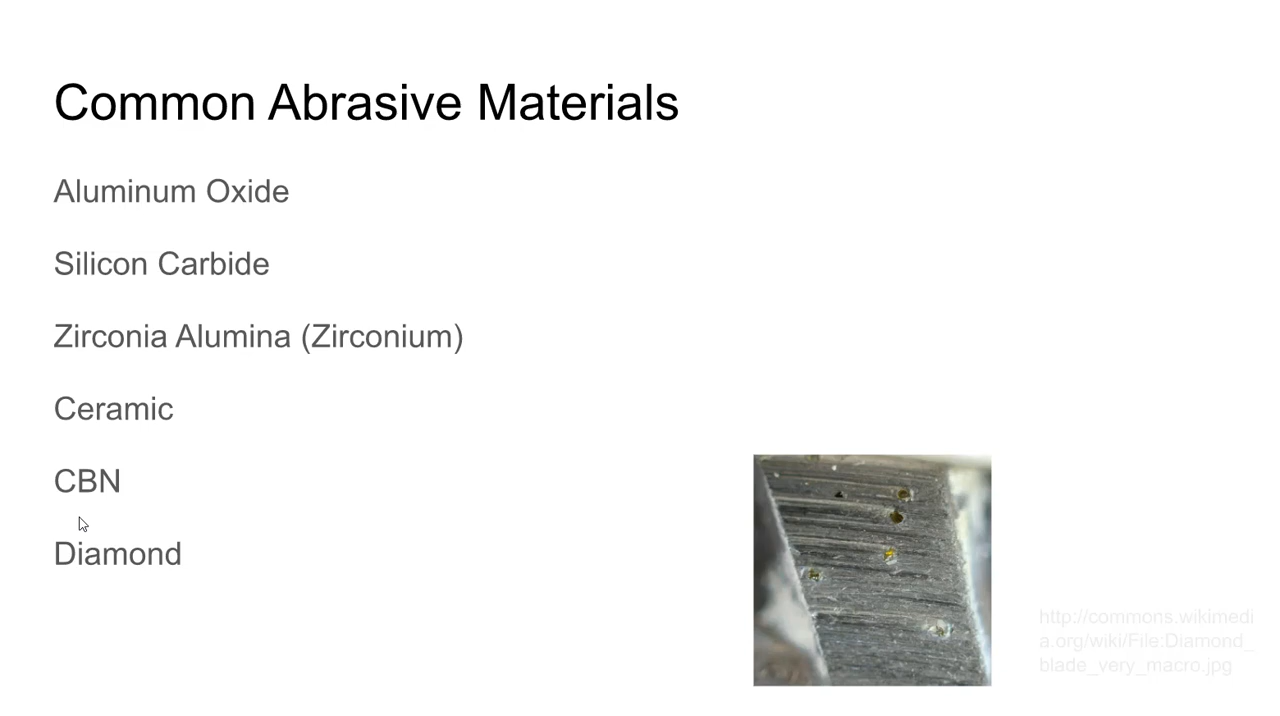 Common Abrasive Materials
Aluminum Oxide
Silicon Carbide
Zirconia Alumina (Zirconium)
Ceramic
CBN
Diamond
http://commons.wikimedi
a.org/wiki/File:Diamond_
blade_very_macro.jpg